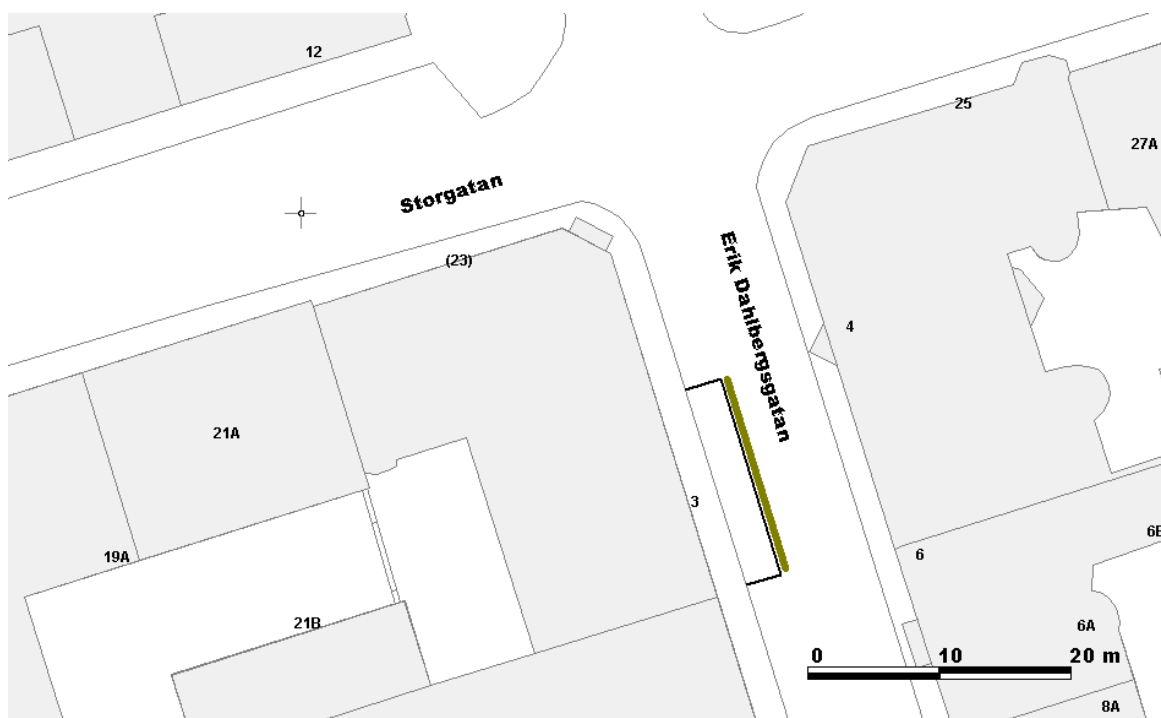 12
25
27A
Storgatan
(23)
Erik Dahlbergsgatan
4
21A
3
19A
6
6B
21B
6A
0 10 20 m
8A